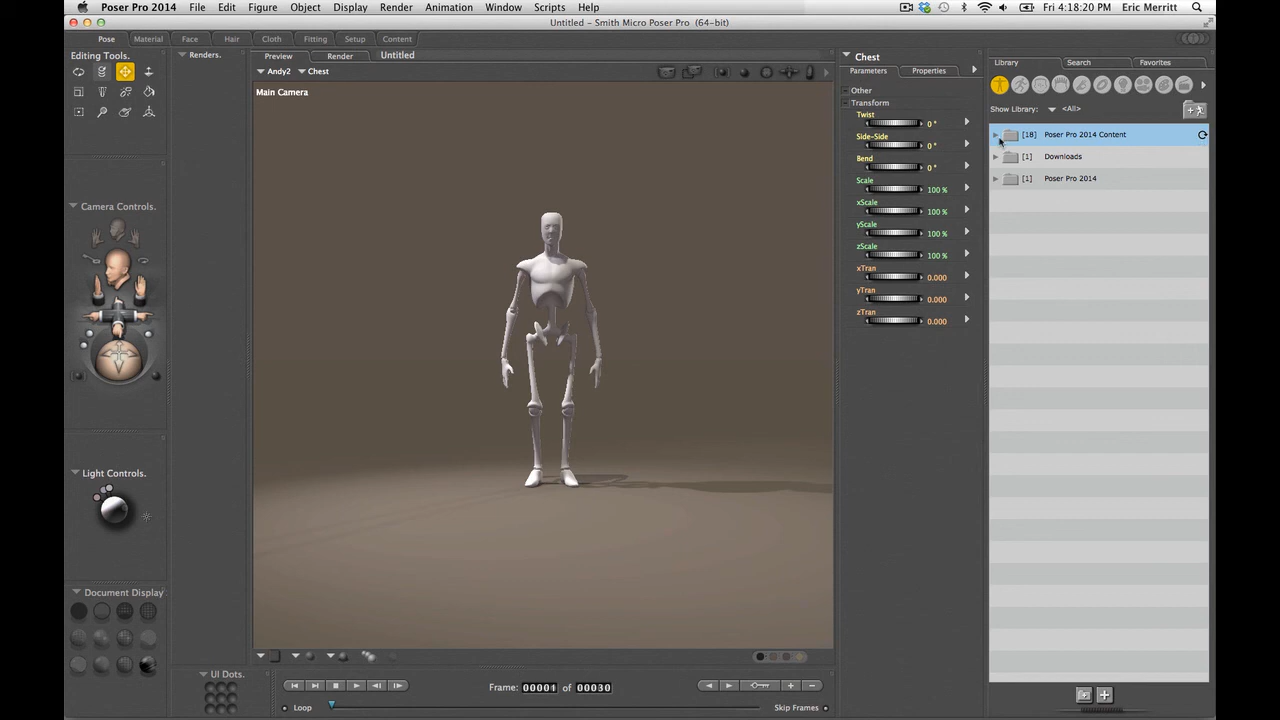 Poser Pro 2014 File Edit Figure Object Display Render Animation Window Scripts Help Fri 4:18:20 PM Eric Merritt
Untitled - Smith Micro Poser Pro (64-bit)
Pose Material Face Hair Cloth Fitting Setup Content
Editing Tools.
Renders.
Preview Render Untitled
Andy2 Chest
Main Camera
Camera Controls.
Light Controls.
Document Display
UI Dots.
Loop
Frame: 00001 of 00030
Skip Frames
Chest
Parameters Properties
Other
Transform
Twist
0 °
Side-Side
0 °
Bend
0 °
Scale
100 %
xScale
100 %
yScale
100 %
zScale
100 %
xTran
0.000
yTran
0.000
zTran
0.000
Library Search Favorites
Show Library: <All>
[18] Poser Pro 2014 Content
[1] Downloads
[1] Poser Pro 2014